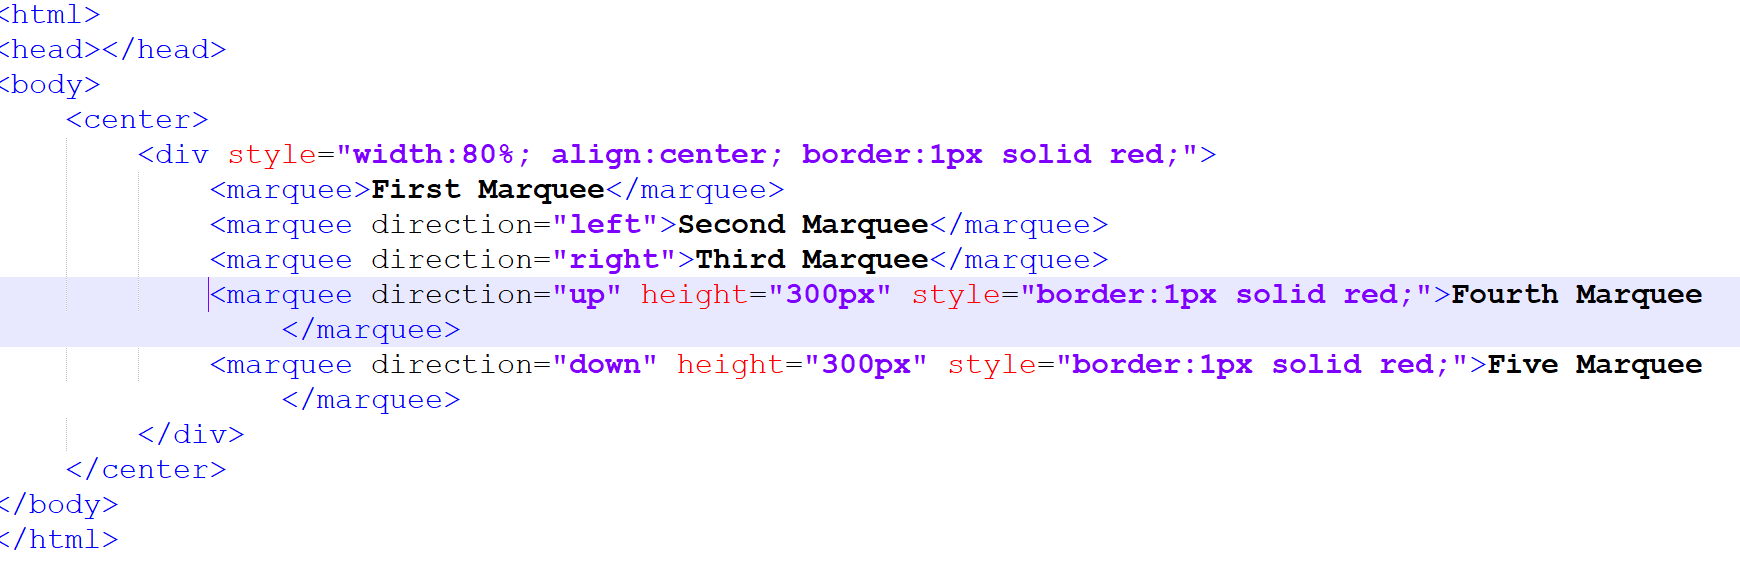 <html>
<head></head>
<body>
<center>
<div style="width:80%; align:center; border:1px solid red;">
<marquee>First Marquee</marquee>
<marquee direction="left">Second Marquee</marquee>
<marquee direction="right">Third Marquee</marquee>
<marquee direction="up" height="300px" style="border:1px solid red;">Fourth Marquee
</marquee>
<marquee direction="down" height="300px" style="border:1px solid red;">Five Marquee
</marquee>
</div>
</center>
</body>
</html>